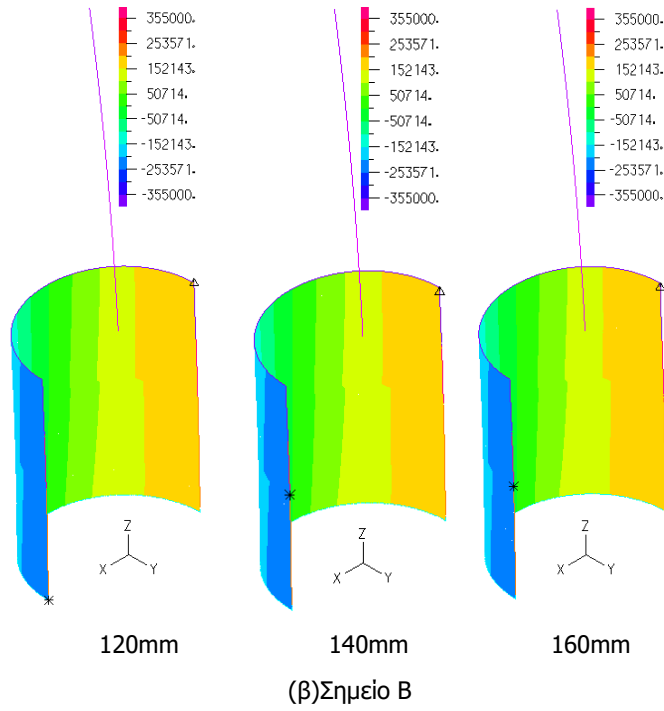 355000. 355000. 355000.
253571. 253571. 253571.
152143. 152143. 152143.
50714. 50714. 50714.
-50714. -50714. -50714.
-152143. -152143. -152143.
-253571. -253571. -253571.
-355000. -355000. -355000.
Z Z Z
X Y X Y X Y
120mm 140mm 160mm
(β)Σημείο Β